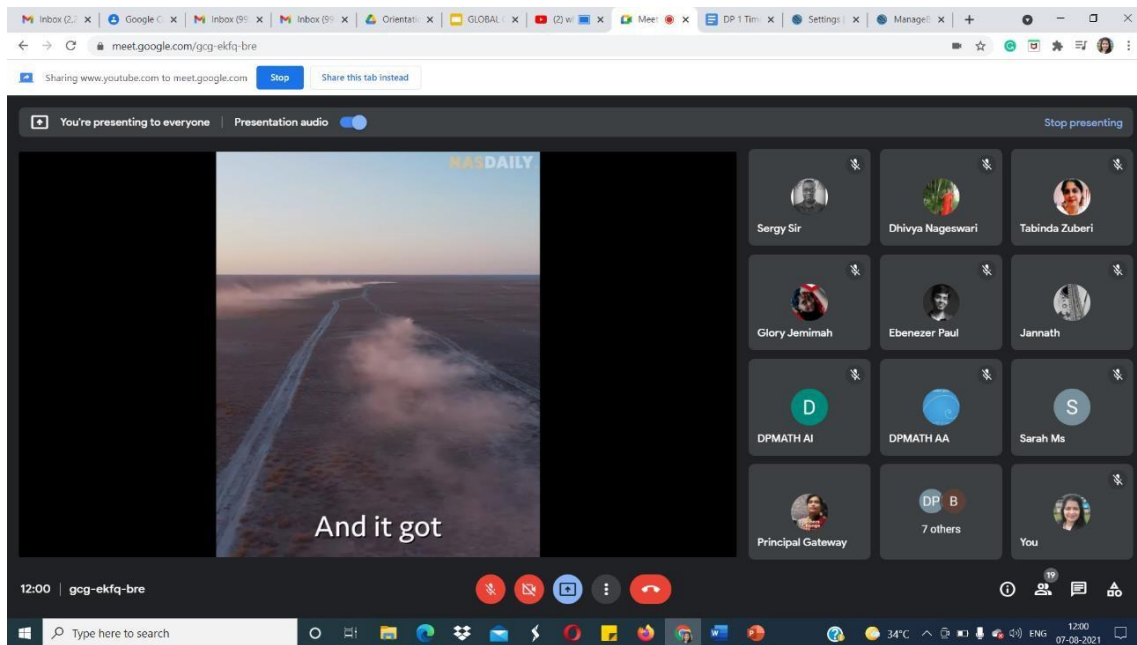 Inbox (2,
Google C
Inbox (99
Inbox (99
Orientati
GLOBAL
(2) w
Meet
DP 1 Tim
Settings
Manage
meet.google.com/gcg-ekfq-bre
Sharing www.youtube.com to meet.google.com Stop Share this tab instead
You're presenting to everyone | Presentation audio Stop presenting
NASDAILY
And it got
Sergy Sir
Dhivya Nageswari
Tabinda Zuberi
Glory Jemimah
Ebenezer Paul
Jannath
D
DPMATH AI
DPMATH AA
S
Sarah Ms
Principal Gateway
DP B
7 others
You
12:00 | gcg-ekfq-bre
19
Type here to search
34°C ENG
12:00
07-08-2021